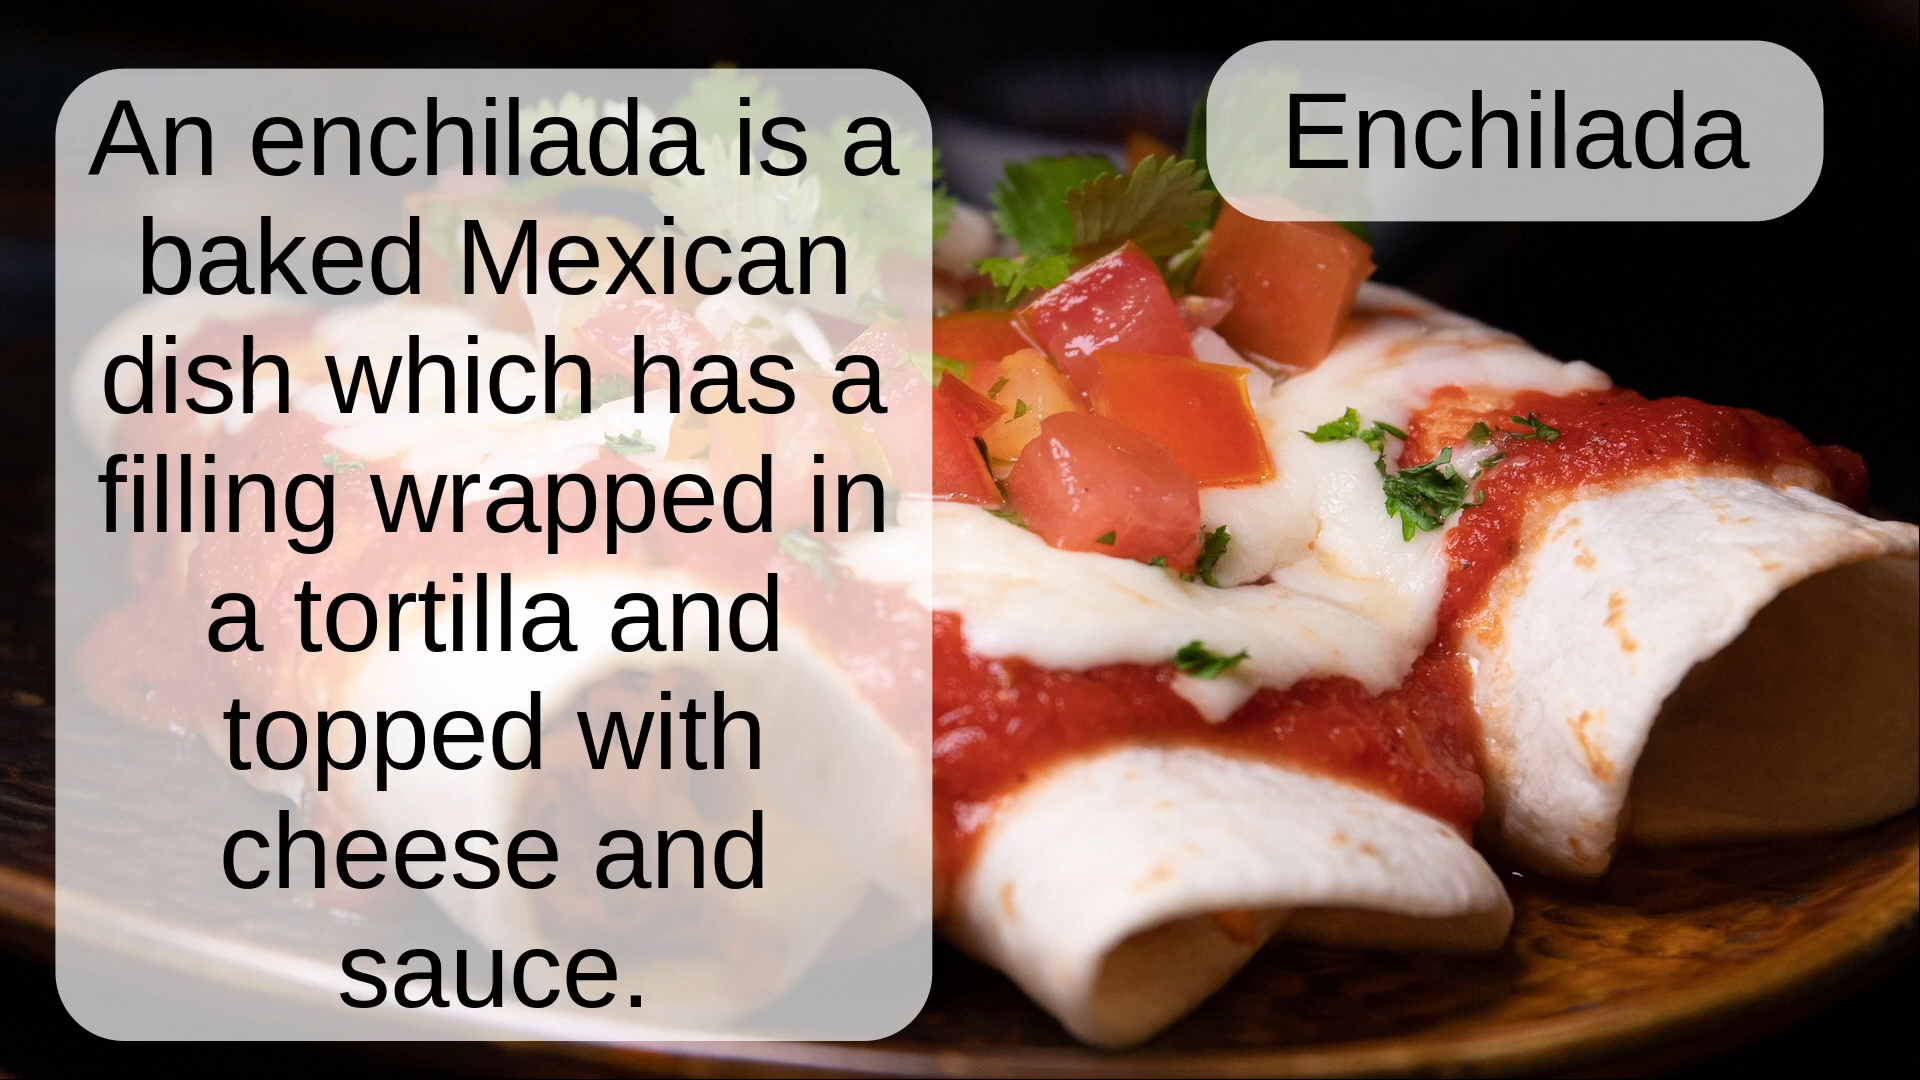 An enchilada is a
baked Mexican
dish which has a
filling wrapped in
a tortilla and
topped with
cheese and
sauce.
Enchilada